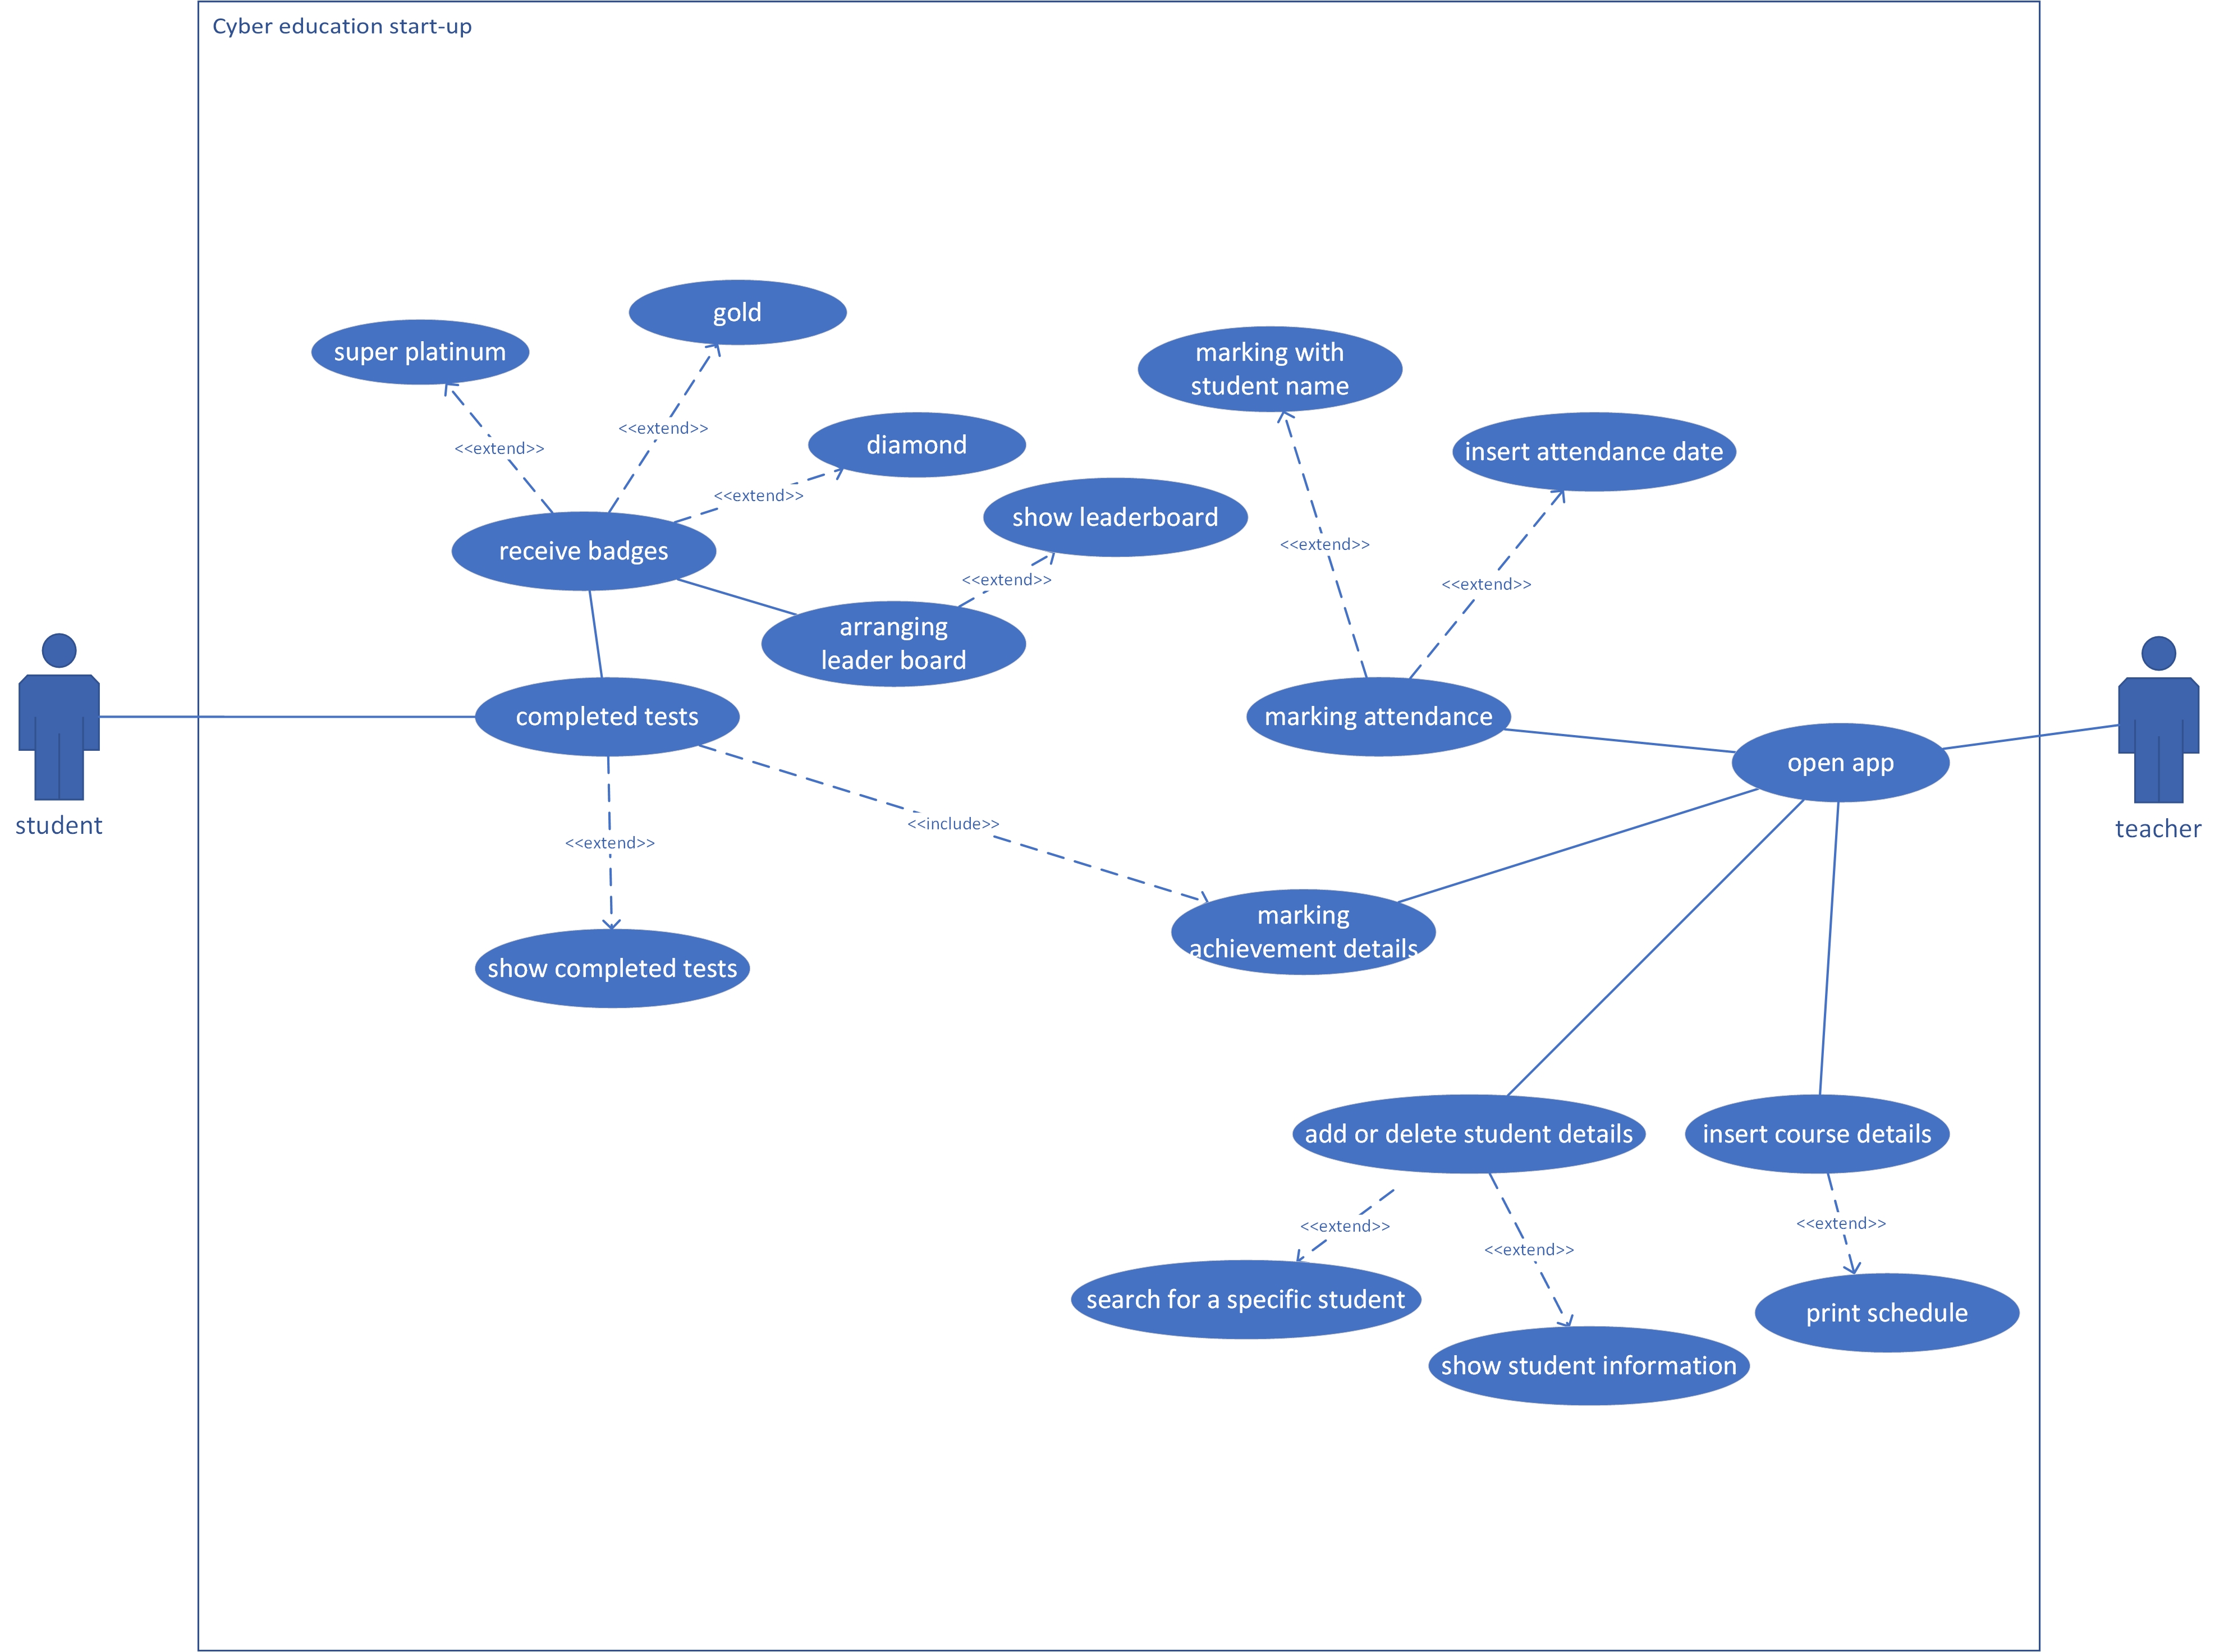 Cyber education start-up
gold
super platinum
marking with
student name
<<extend>>
diamond
<<extend>>
insert attendance date
<<extend>>
show leaderboard
receive badges
<<extend>>
<<extend>>
<<extend>>
arranging
leader board
completed tests
marking attendance
open app
student
teacher
<<include>>
<<extend>>
marking
achievement details
show completed tests
add or delete student details
insert course details
<<extend>>
<<extend>>
<<extend>>
search for a specific student
print schedule
show student information